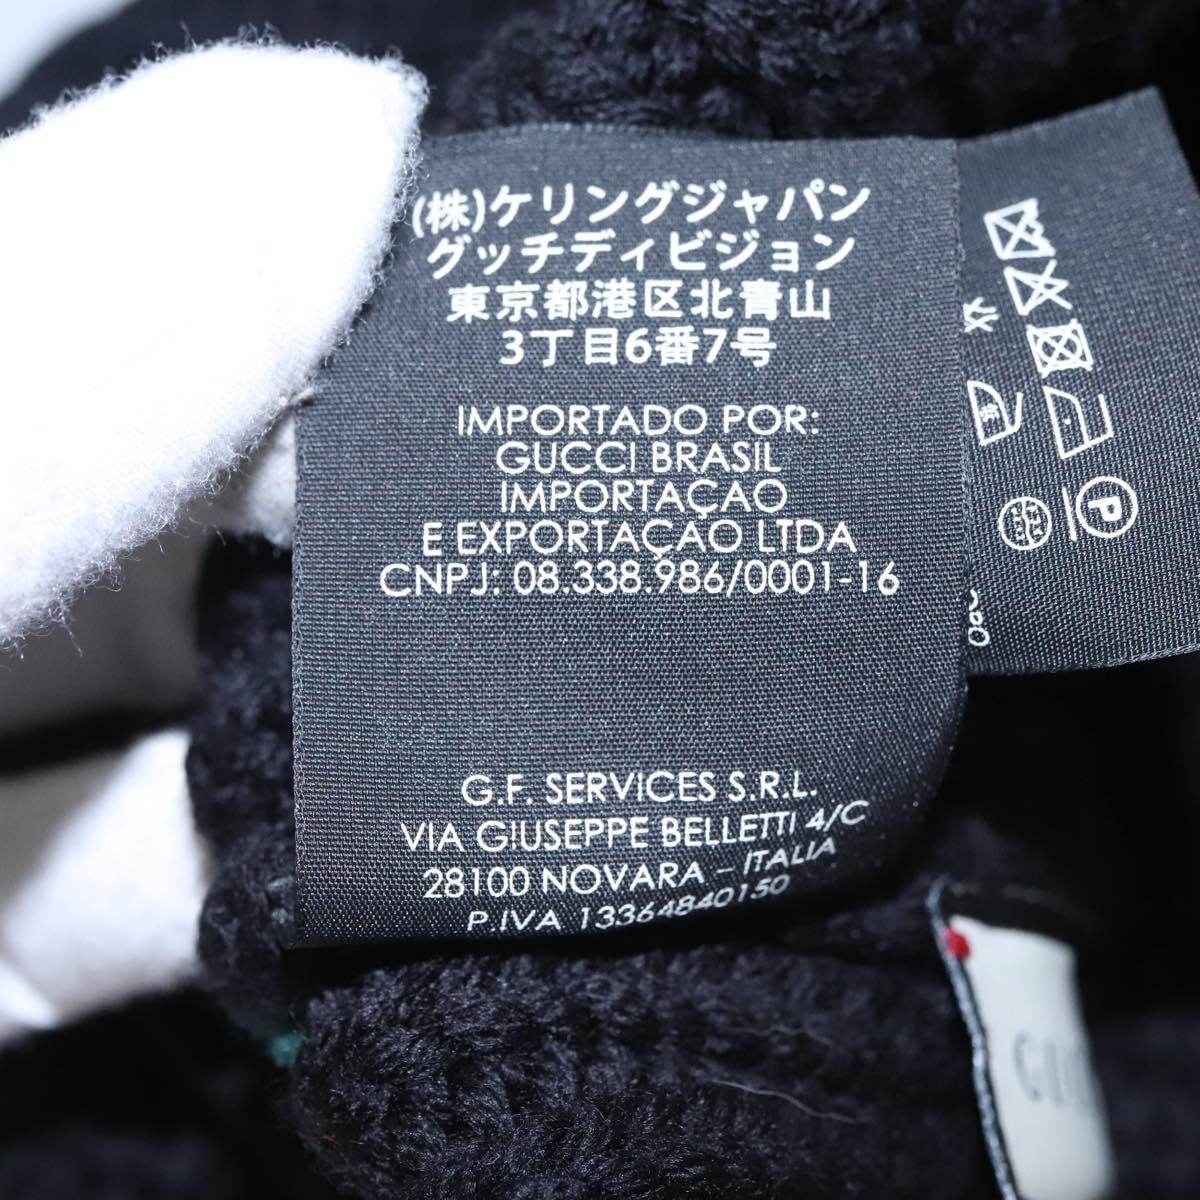 (株)ケリングジャパン
グッチディビジョン
東京都港区北青山
3丁目6番7号
IMPORTADO POR:
GUCCI BRASIL
IMPORTAÇAO
E EXPORTAÇAO LTDA
CNPJ: 08.338.986/0001-16
G.F. SERVICES S.R.L.
VIA GIUSEPPE BELLETTI 4/C
28100 NOVARA - ITALIA
P.IVA 13364840150
P